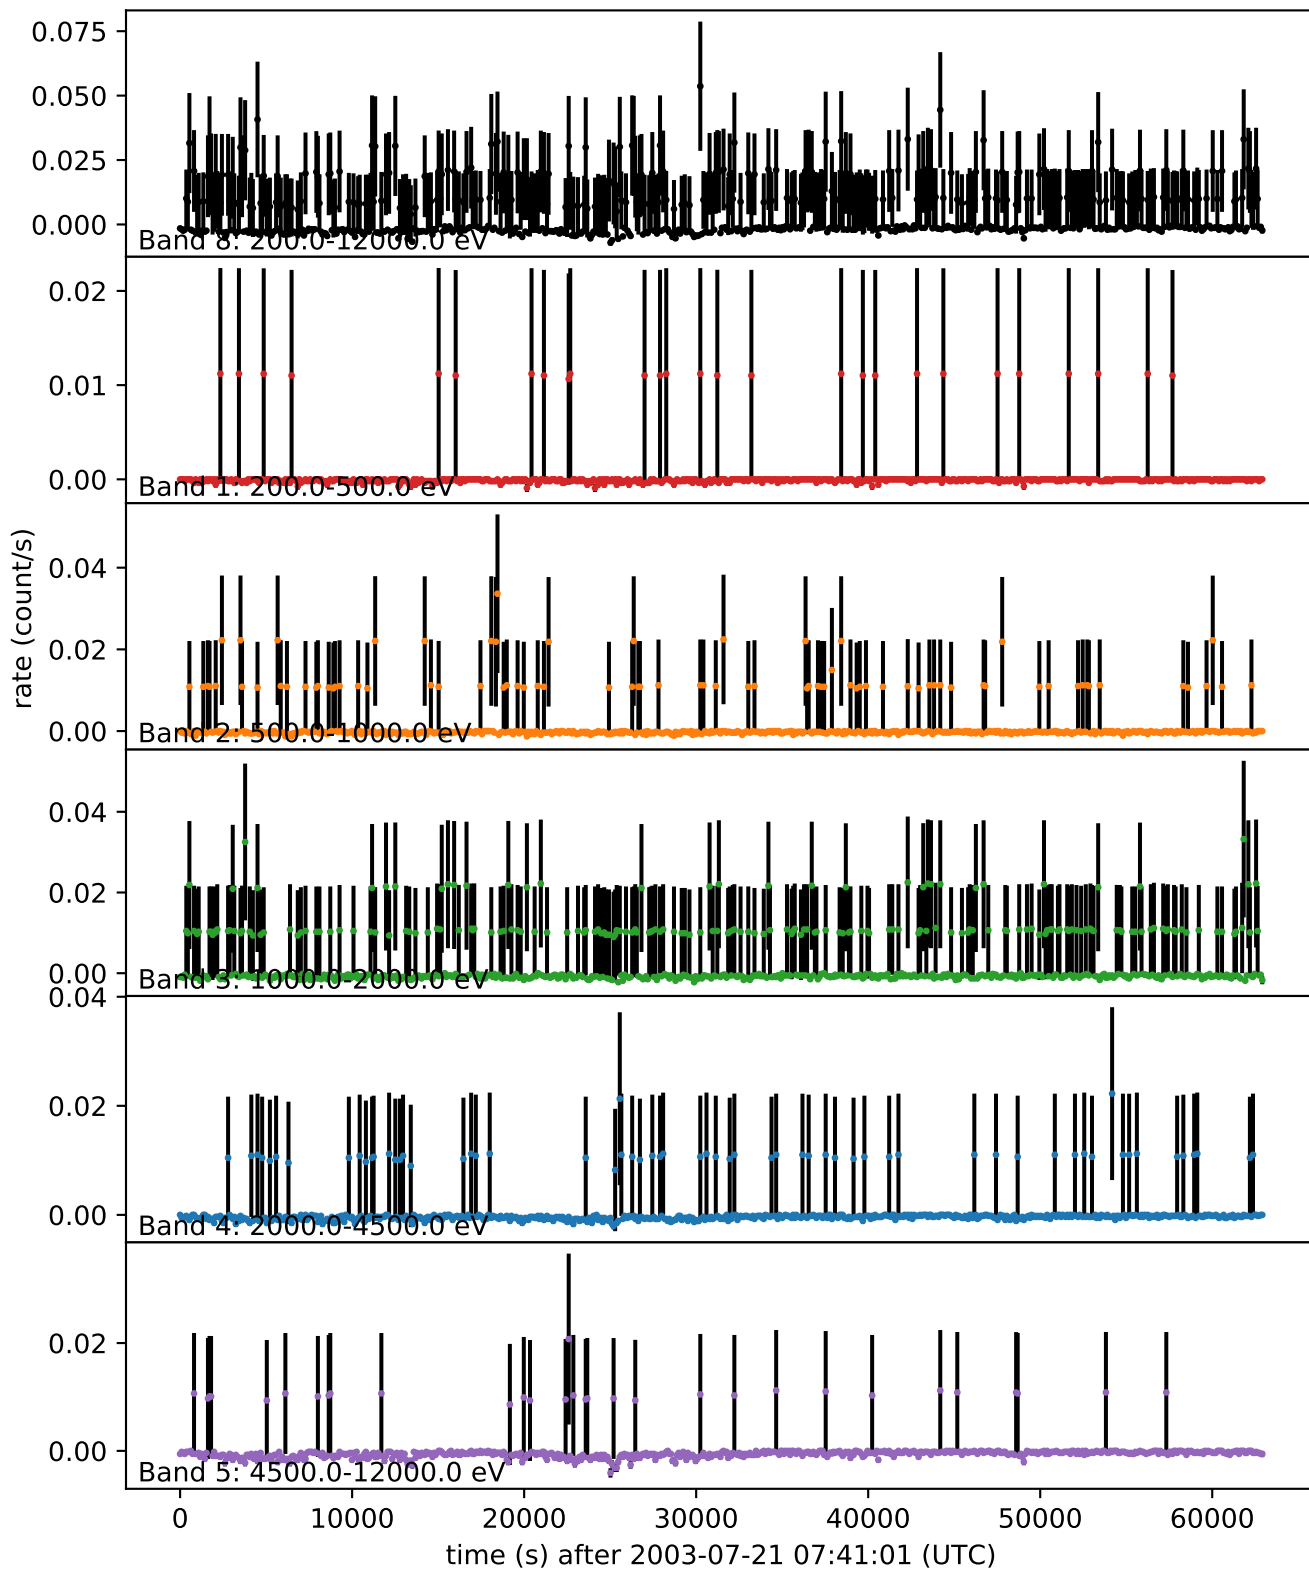 0.075
0.050
0.025
0.000
Band 8: 200.0-12000.0 eV
0.02
0.01
0.00
Band 1: 200.0-500.0 eV
rate (count/s)
0.04
0.02
0.00
Band 2: 500.0-1000.0 eV
0.04
0.02
0.00
Band 3: 1000.0-2000.0 eV
0.04
0.02
0.00
Band 4: 2000.0-4500.0 eV
0.02
0.00
Band 5: 4500.0-12000.0 eV
0 10000 20000 30000 40000 50000 60000
time (s) after 2003-07-21 07:41:01 (UTC)